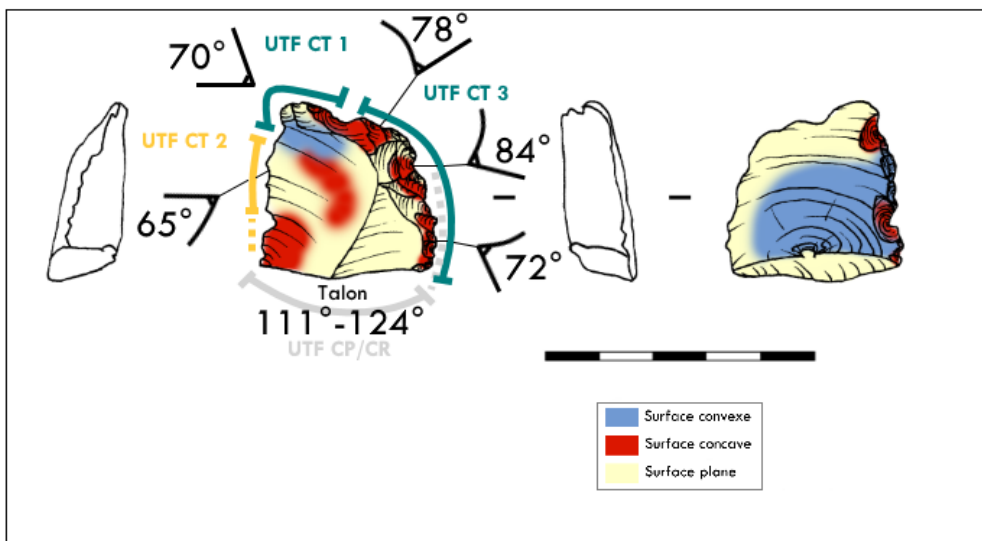 78°
UTF CT 1
70°
UTF CT 3
UTF CT 2
84°
65°
72°
Talon
111°-124°
UTF CP/CR
Surface convexe
Surface concave
Surface plane